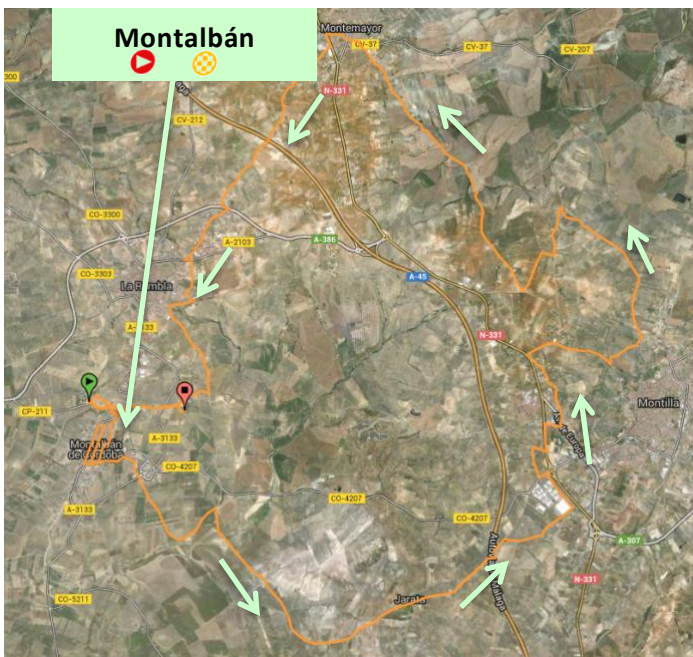 Montalbán
Montemayor
CV-37
CV-37
CV-207
N-331
CV-212
CO-3300
A-2103
A-386
CO-3303
La Rambla
A-45
A-3133
N-331
Montilla
CP-211
Montalbán
de Córdoba
A-3133
CO-4207
CO-4207
A-3133
CO-4207
A-307
CO-5211
N-331
Jarata